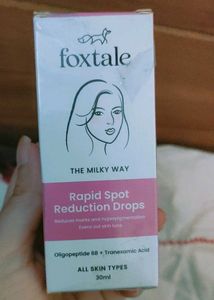 foxtale
THE MILKY WAY
Rapid Spot
Reduction Drops
Reduces marks and hyperpigmentation
Evens out skin tone
Oligopeptide 68 + Tranexamic Acid
ALL SKIN TYPES
30ml